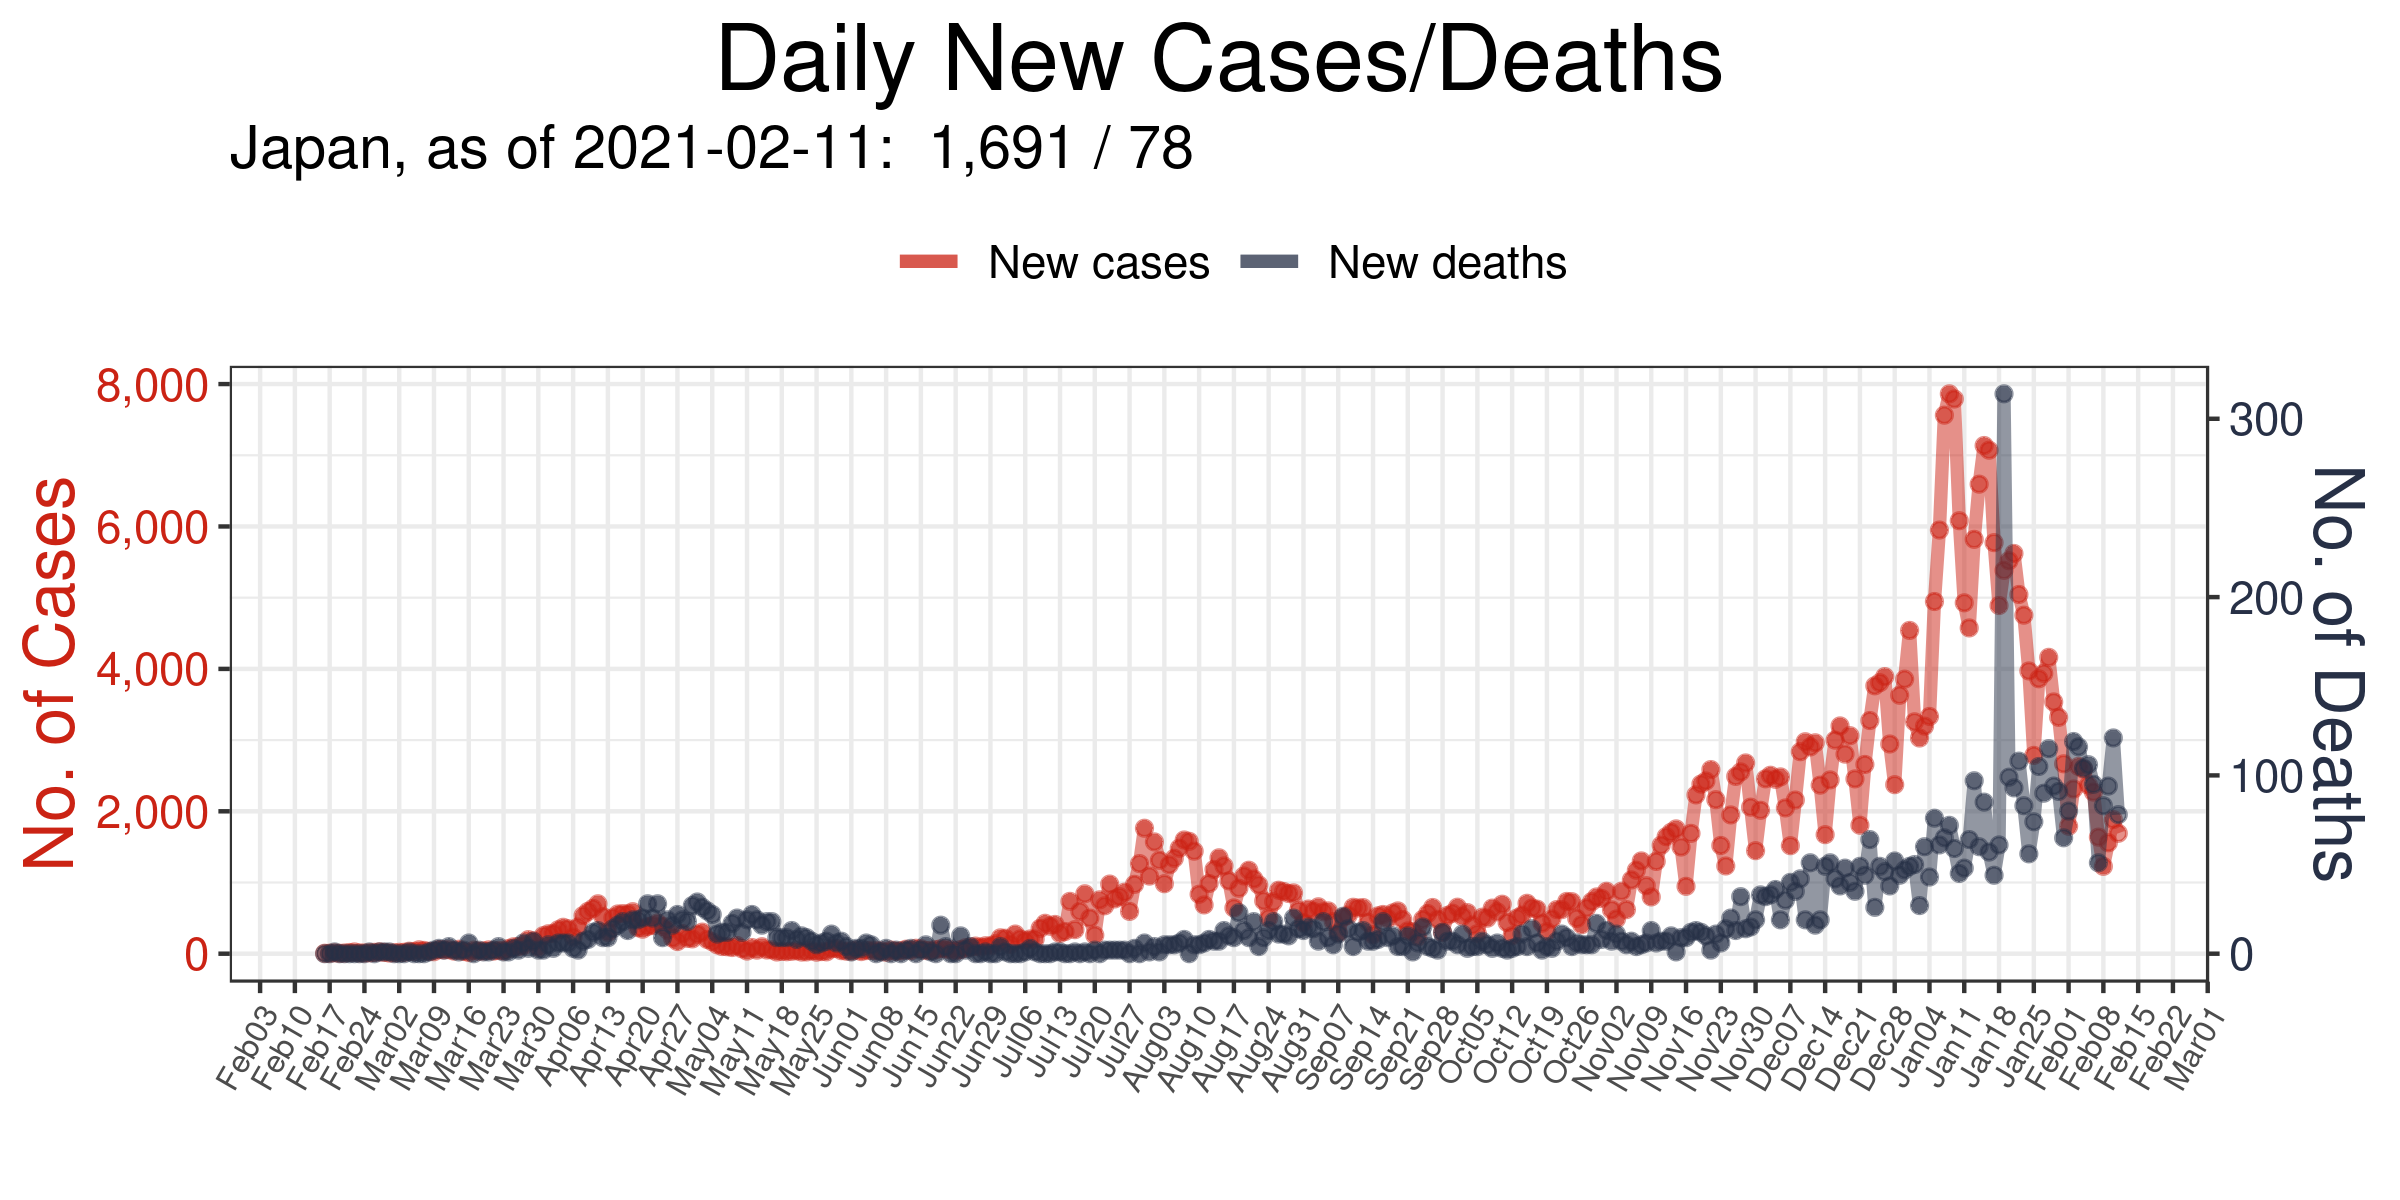 Daily New Cases/Deaths
Japan, as of 2021-02-11:  1,691 / 78
New cases
New deaths
No. of Cases
8,000
6,000
4,000
2,000
0
300
200
100
0
No. of Deaths
Feb03
Feb10
Feb17
Feb24
Mar02
Mar09
Mar16
Mar23
Mar30
Apr06
Apr13
Apr20
Apr27
May04
May11
May18
May25
Jun01
Jun08
Jun15
Jun22
Jun29
Jul06
Jul13
Jul20
Jul27
Aug03
Aug10
Aug17
Aug24
Aug31
Sep07
Sep14
Sep21
Sep28
Oct05
Oct12
Oct19
Oct26
Nov02
Nov09
Nov16
Nov23
Nov30
Dec07
Dec14
Dec21
Dec28
Jan04
Jan11
Jan18
Jan25
Feb01
Feb08
Feb15
Feb22
Mar01